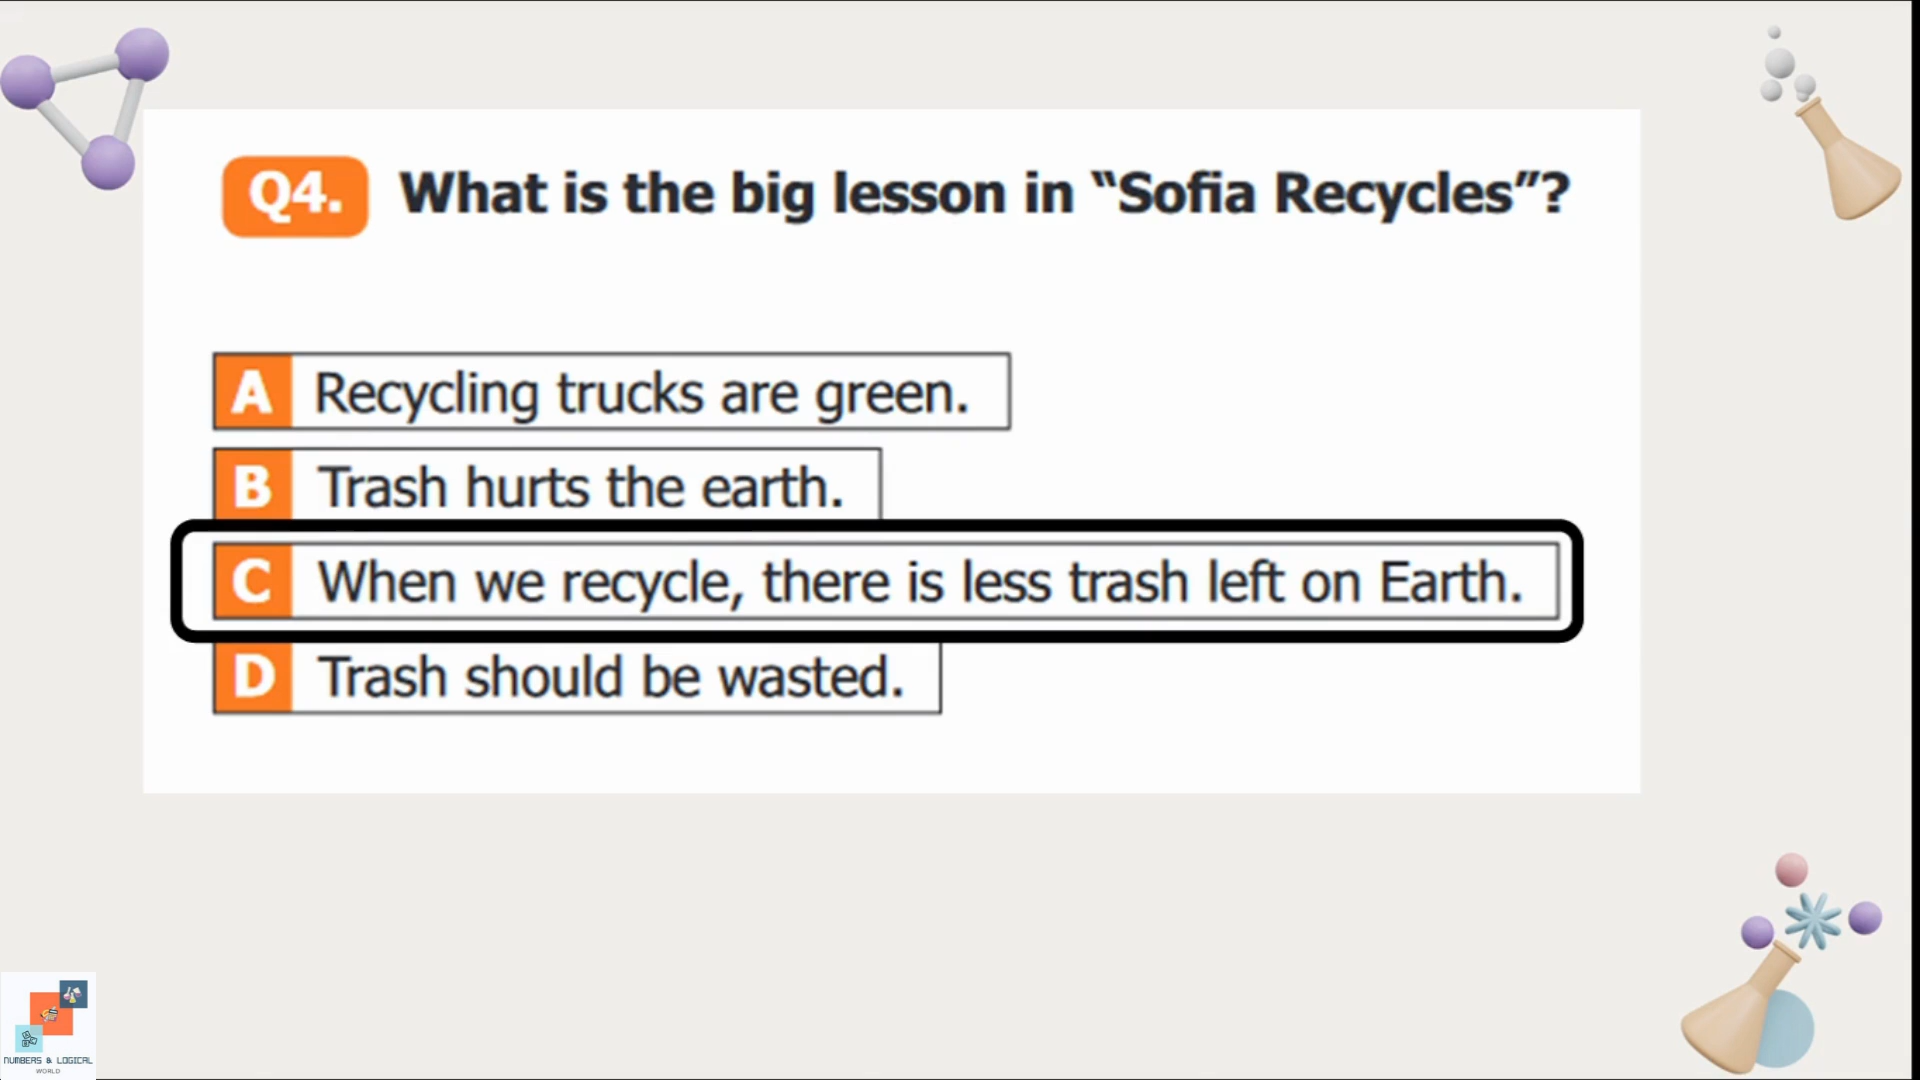 Q4. What is the big lesson in “Sofia Recycles”?
A Recycling trucks are green.
B Trash hurts the earth.
C When we recycle, there is less trash left on Earth.
D Trash should be wasted.
NUMBERS & LOGICAL
WORLD